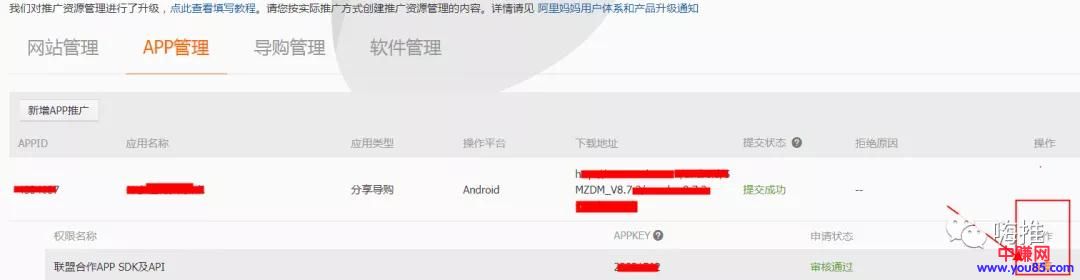 我们对推广资源管理进行了升级，点此查看填写教程。请您按实际推广方式创建推广资源管理的内容。详情请见 阿里妈妈用户体系和产品升级通知
网站管理 APP管理 导购管理 软件管理
新增APP推广
APPID 应用名称 应用类型 操作平台 下载地址 提交状态 ? 拒绝原因 操作
分享导购 Android MZDM_V8.7. 提交成功 --
权限名称 APPKEY ? 申请状态 操作
嗨推
中赚网
联盟合作APP SDK及API 审核通过
www.you85.com